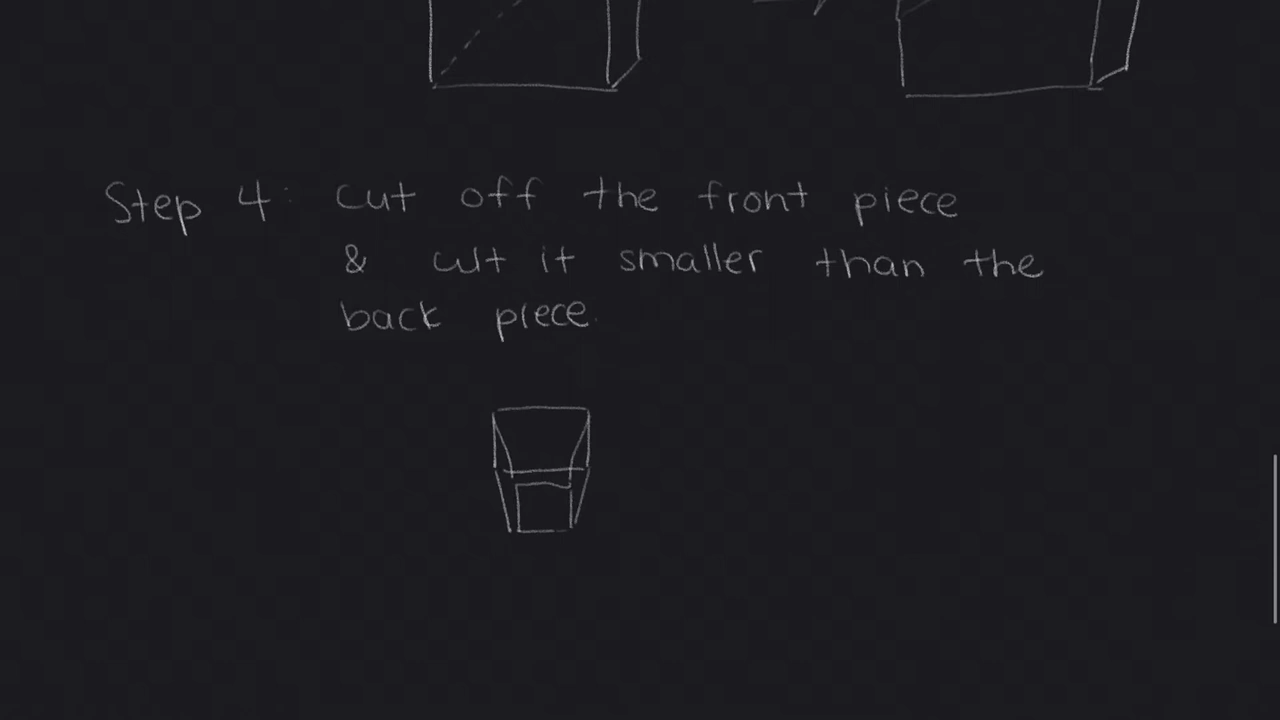 Step 4: cut off the front piece
& cut it smaller than the
back piece.